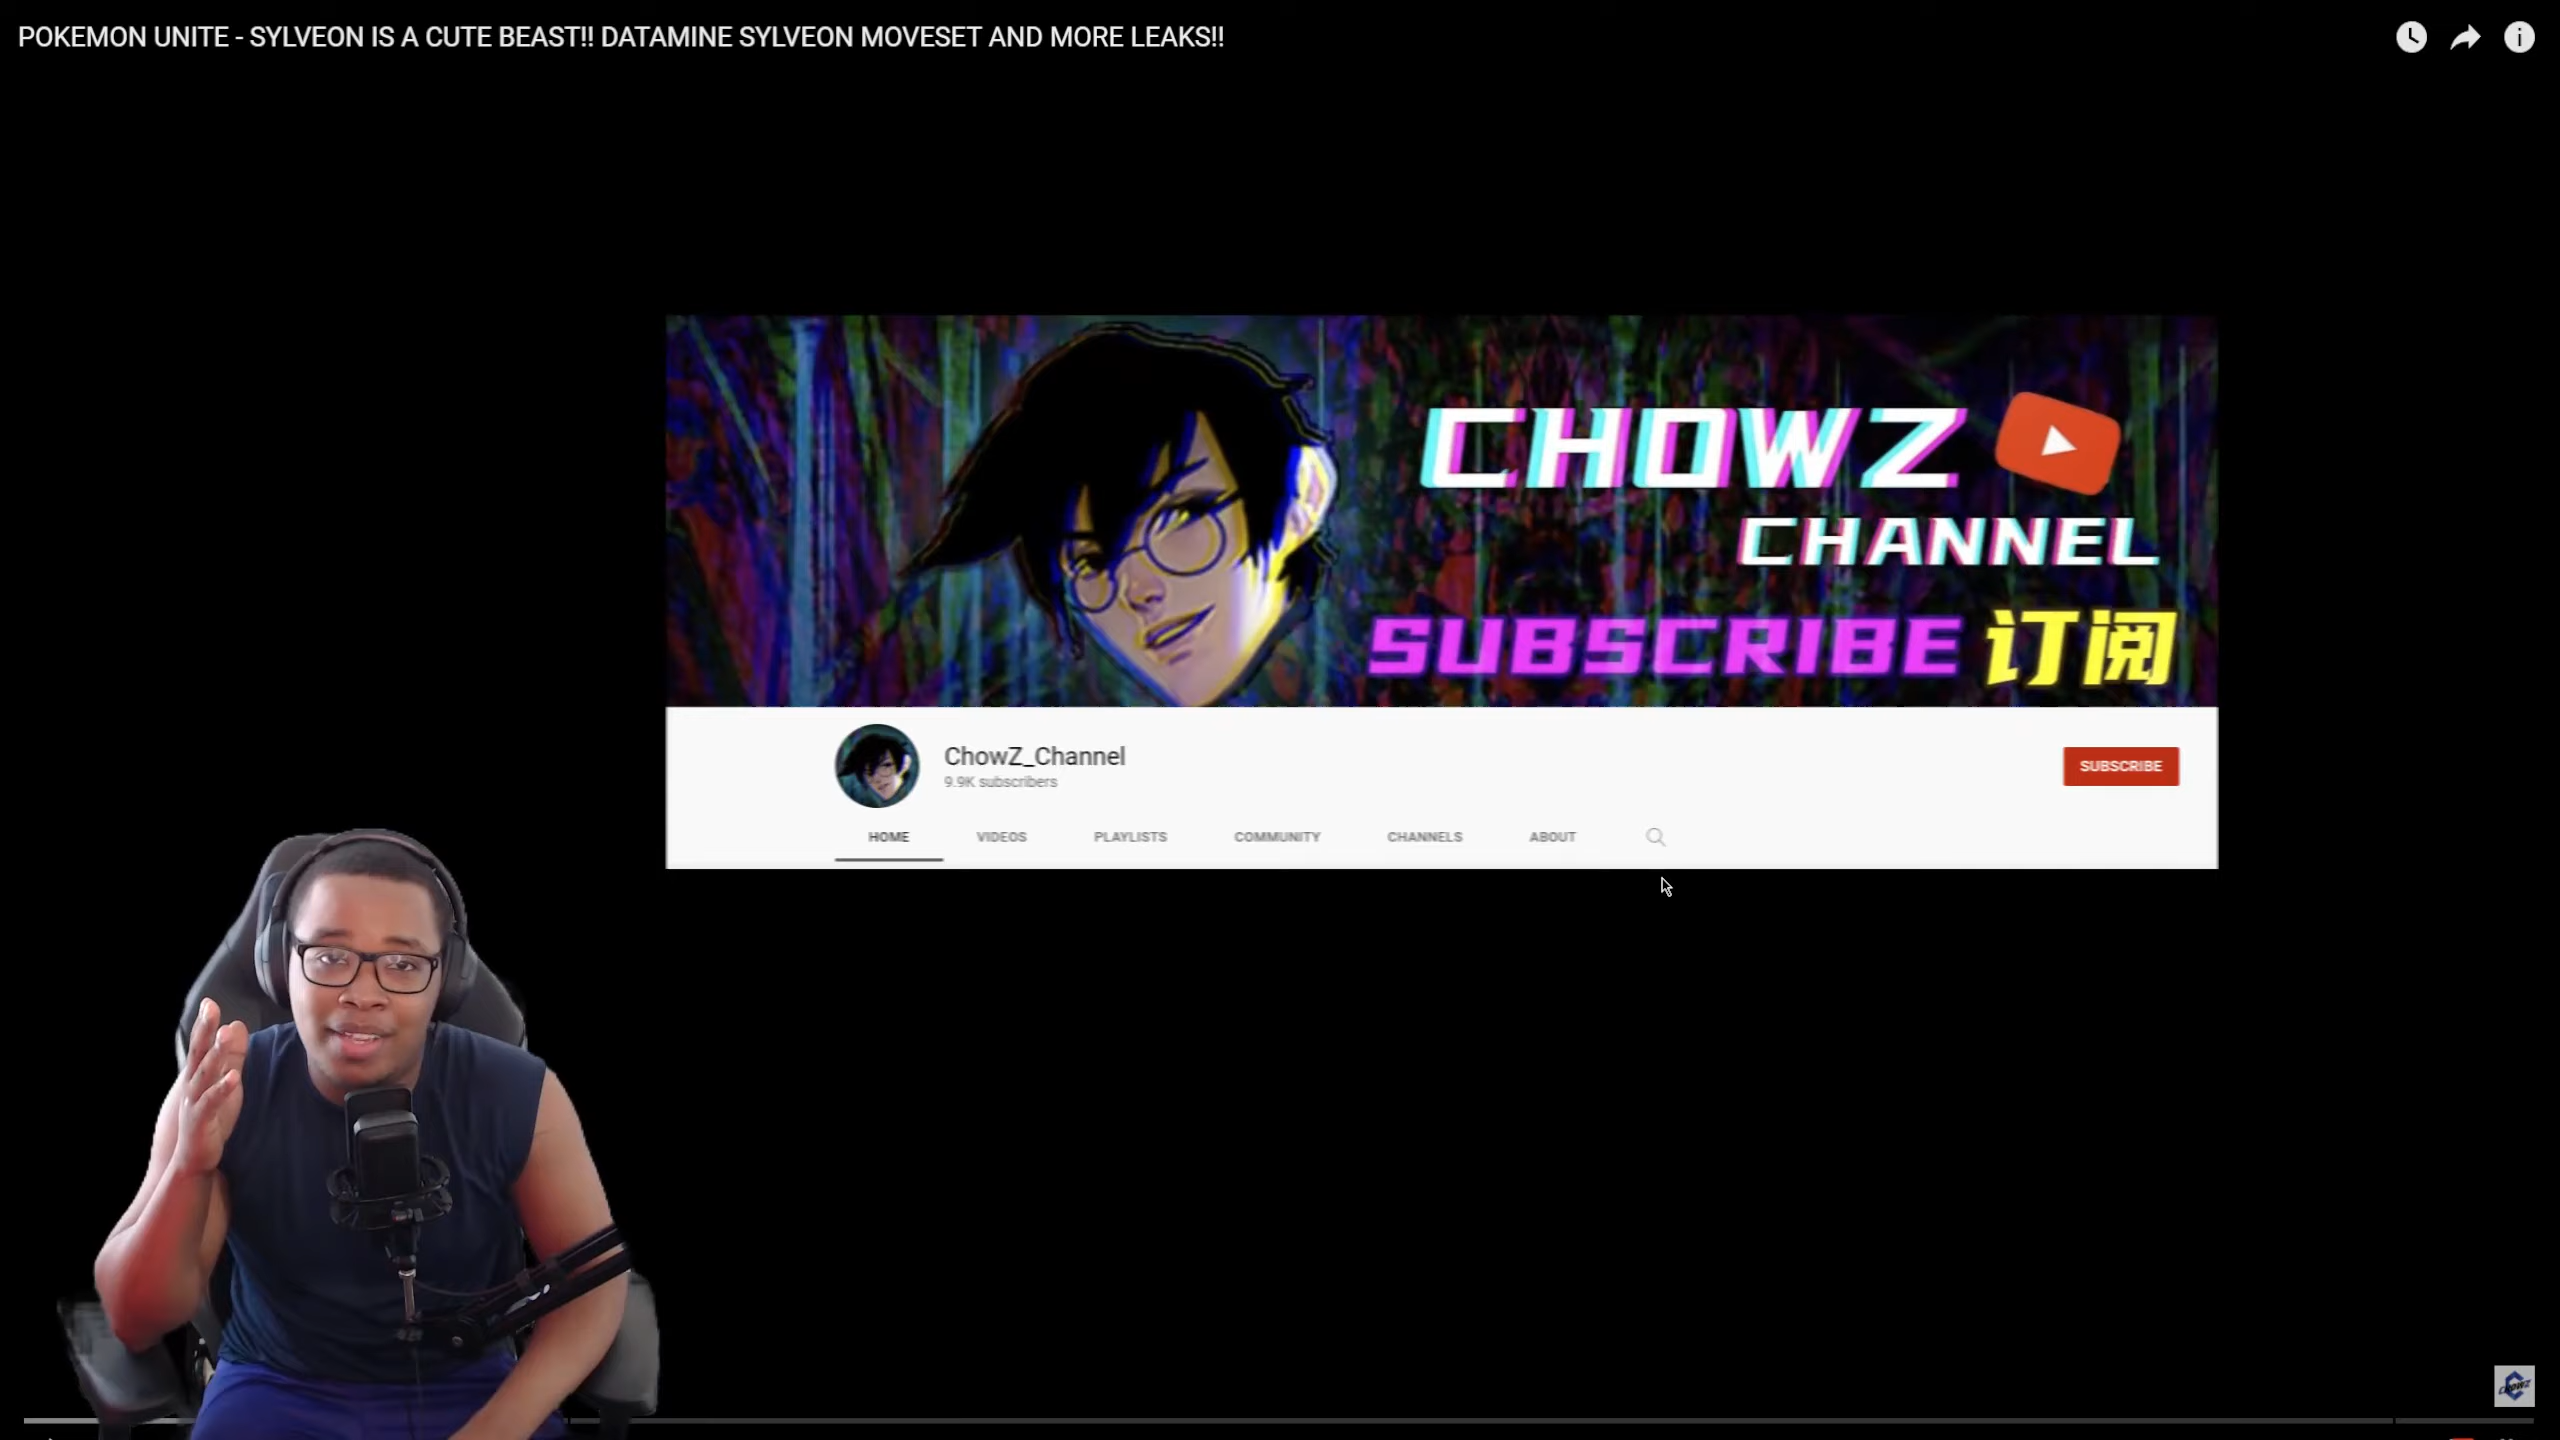 POKEMON UNITE - SYLVEON IS A CUTE BEAST!! DATAMINE SYLVEON MOVESET AND MORE LEAKS!!
CHOWZ
CHANNEL
SUBSCRIBE 订阅
ChowZ_Channel
9.9K subscribers
SUBSCRIBE
HOME VIDEOS PLAYLISTS COMMUNITY CHANNELS ABOUT
CHOWZ